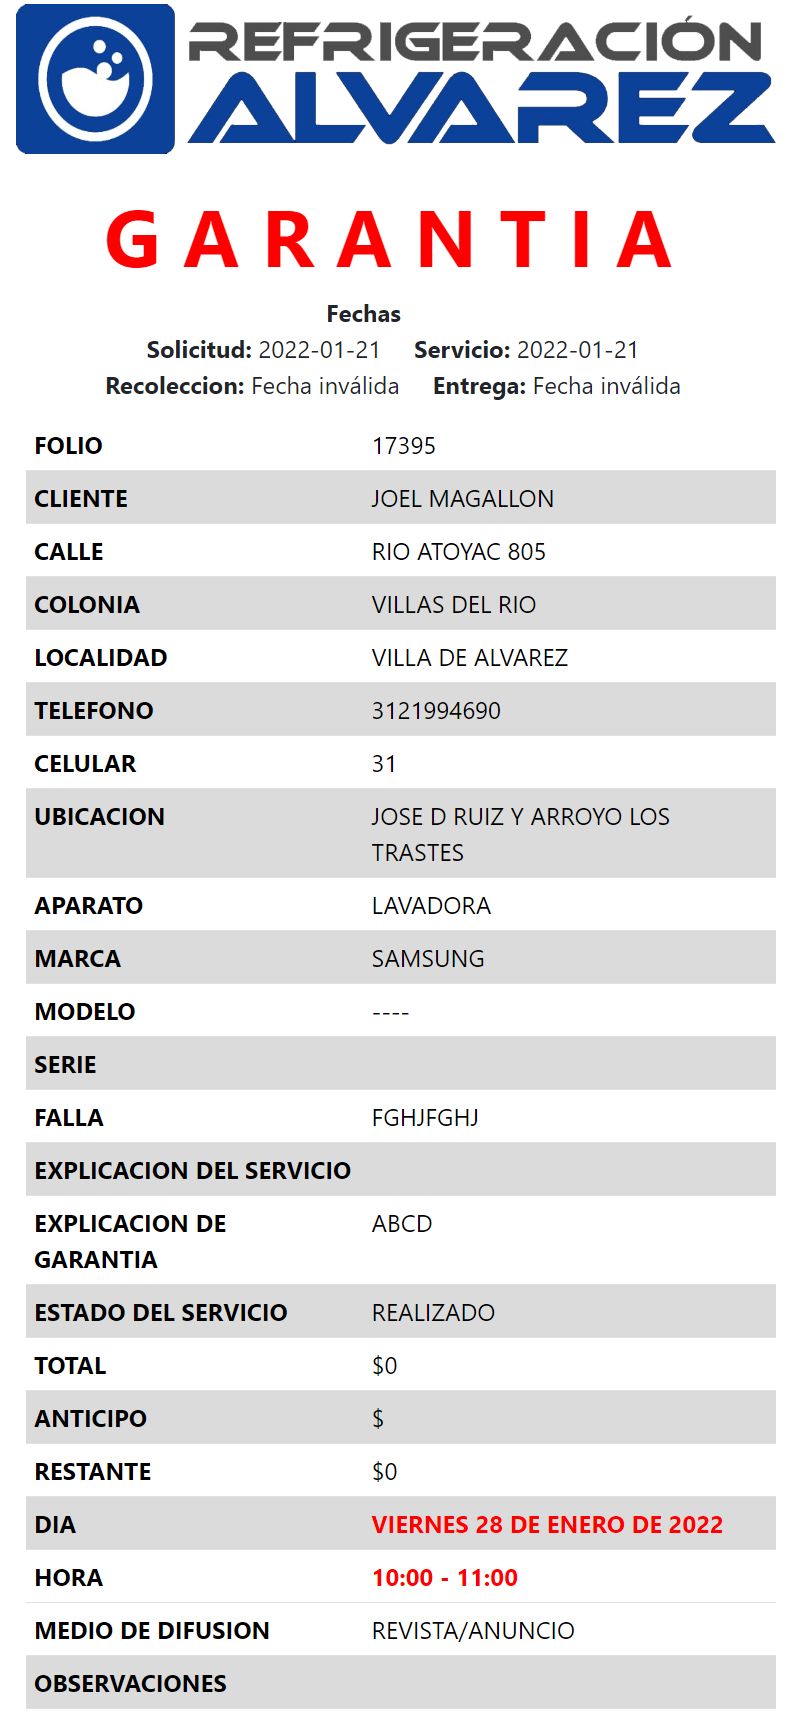 REFRIGERACIÓN
ALVAREZ
GARANTIA
Fechas
Solicitud: 2022-01-21 Servicio: 2022-01-21
Recoleccion: Fecha inválida Entrega: Fecha inválida
FOLIO 17395
CLIENTE JOEL MAGALLON
CALLE RIO ATOYAC 805
COLONIA VILLAS DEL RIO
LOCALIDAD VILLA DE ALVAREZ
TELEFONO 3121994690
CELULAR 31
UBICACION JOSE D RUIZ Y ARROYO LOS
TRASTES
APARATO LAVADORA
MARCA SAMSUNG
MODELO ----
SERIE
FALLA FGHJFGHJ
EXPLICACION DEL SERVICIO
EXPLICACION DE ABCD
GARANTIA
ESTADO DEL SERVICIO REALIZADO
TOTAL $0
ANTICIPO $
RESTANTE $0
DIA VIERNES 28 DE ENERO DE 2022
HORA 10:00 - 11:00
MEDIO DE DIFUSION REVISTA/ANUNCIO
OBSERVACIONES